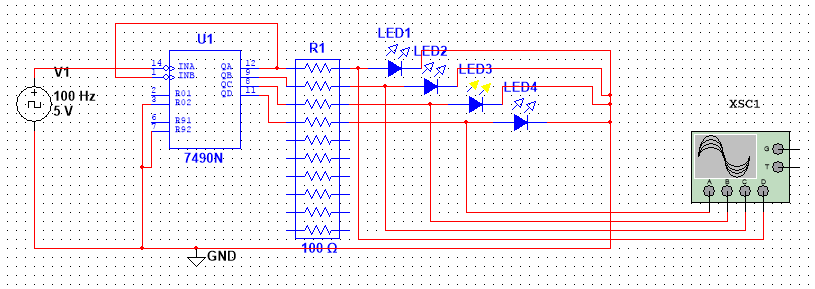 V1
100 Hz
5 V
U1
14
1
2
3
6
7
INA
INB
R01
R02
R91
R92
QA
QB
QC
QD
12
9
8
11
7490N
R1
100 Ω
LED1
LED2
LED3
LED4
GND
XSC1
G
T
A B C D